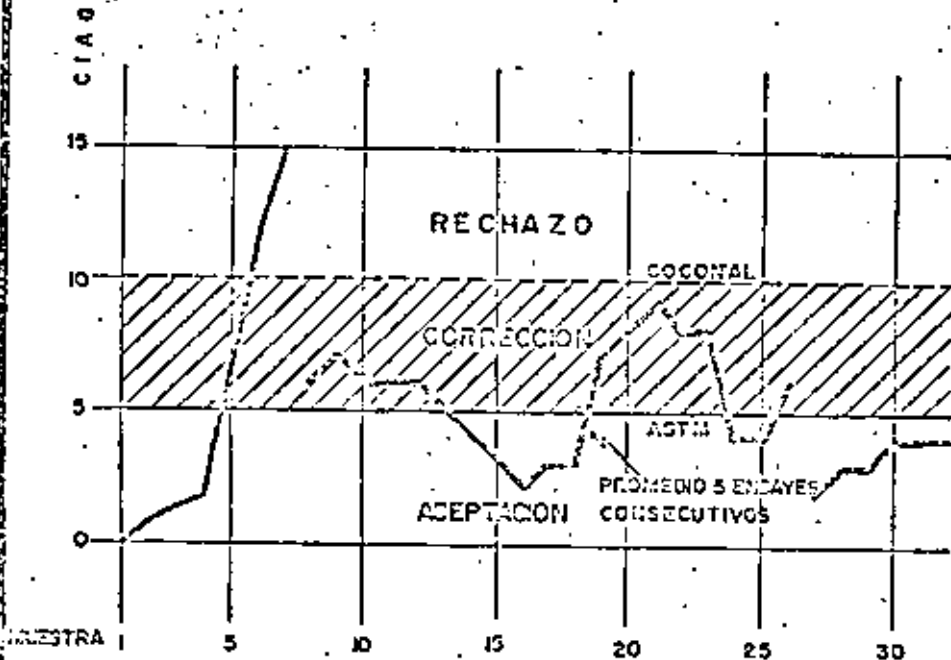 15
RECHAZO
10
COCONAL
CORRECCION
5
ASTM
PROMEDIO 5 ENSAYES
ACEPTACION CONSECUTIVOS
0
MUESTRA 1 5 10 15 20 25 30